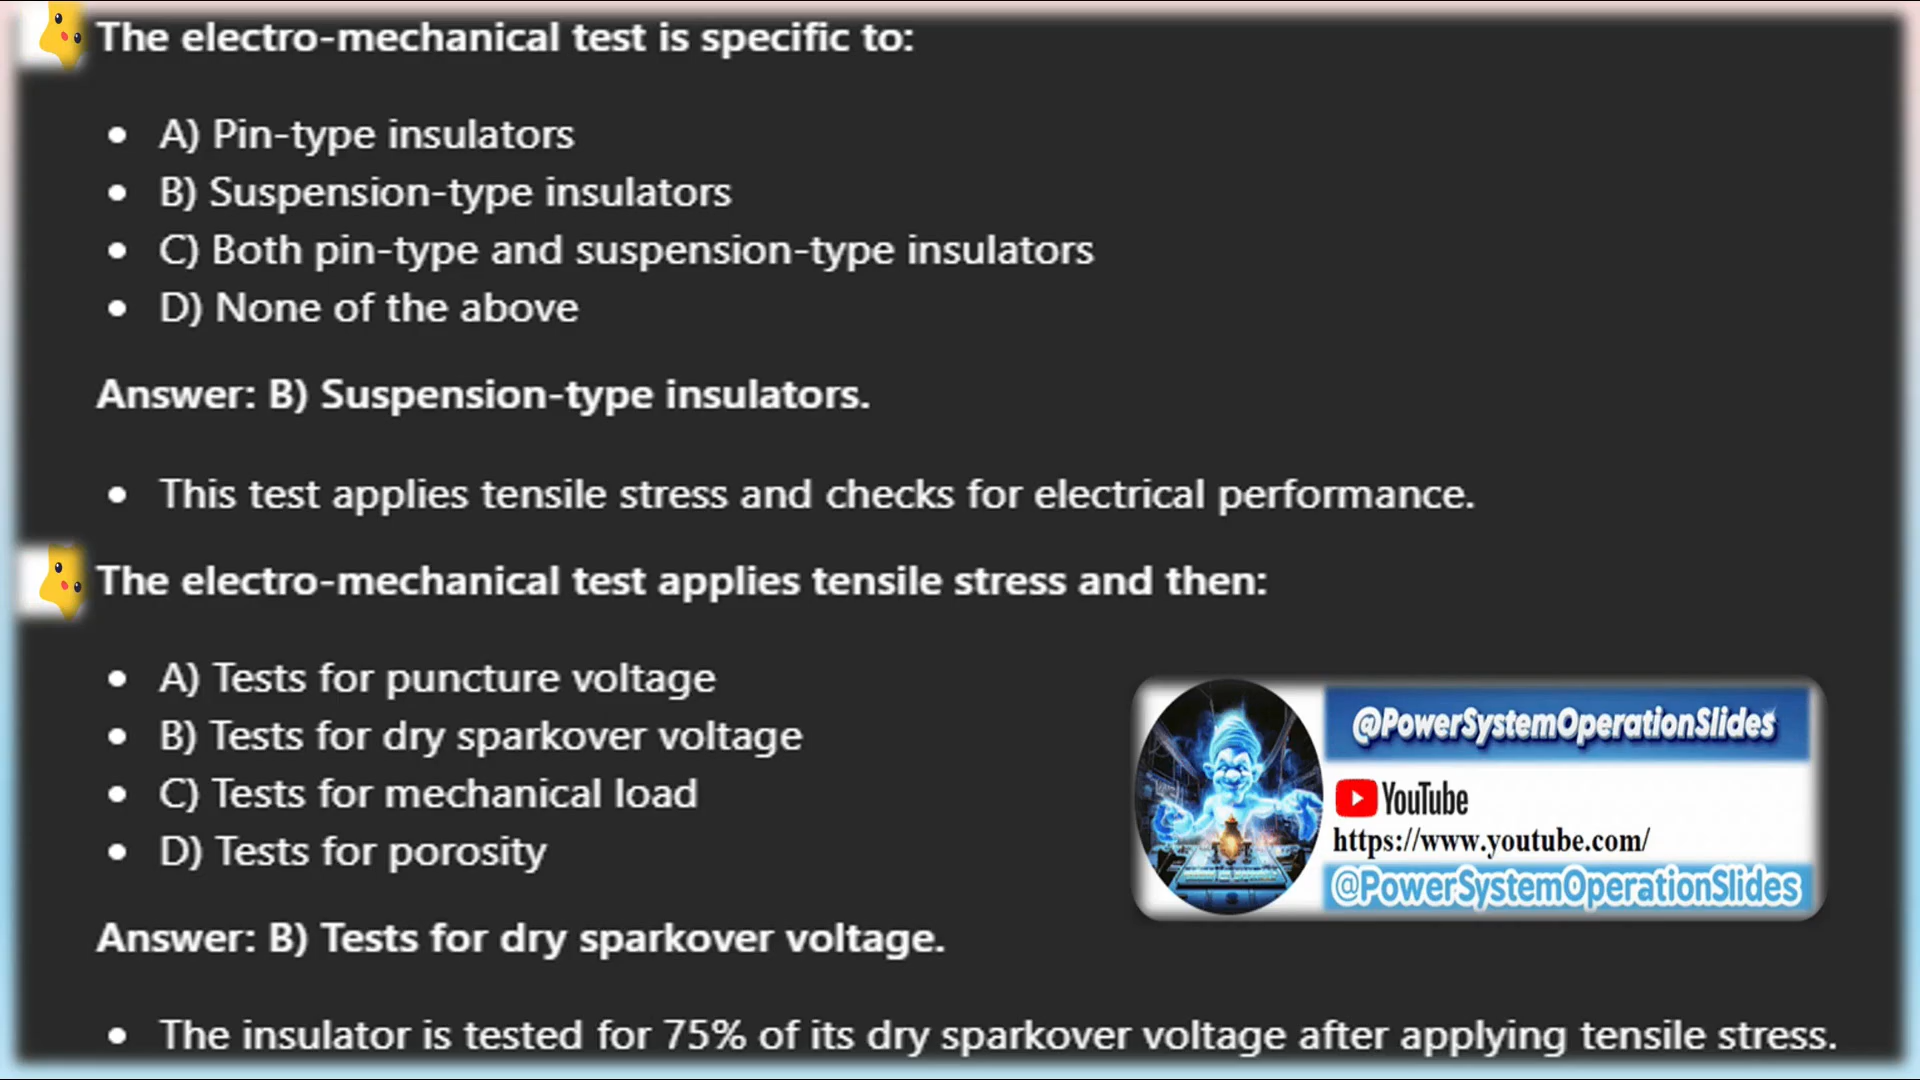 The electro-mechanical test is specific to:
• A) Pin-type insulators
• B) Suspension-type insulators
• C) Both pin-type and suspension-type insulators
• D) None of the above
Answer: B) Suspension-type insulators.
• This test applies tensile stress and checks for electrical performance.
The electro-mechanical test applies tensile stress and then:
• A) Tests for puncture voltage
• B) Tests for dry sparkover voltage
• C) Tests for mechanical load
• D) Tests for porosity
Answer: B) Tests for dry sparkover voltage.
• The insulator is tested for 75% of its dry sparkover voltage after applying tensile stress.
@PowerSystemOperationSlides
YouTube
https://www.youtube.com/
@PowerSystemOperationSlides